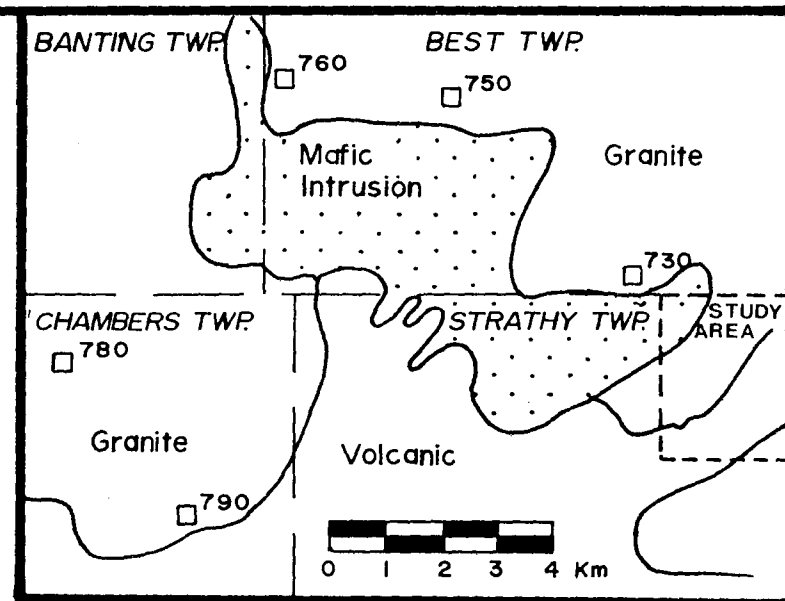 BANTING TWP.
BEST TWP.
760
750
Mafic
Intrusion
Granite
730
CHAMBERS TWP.
STRATHY TWP.
STUDY
AREA
780
Granite
Volcanic
790
0 1 2 3 4 Km